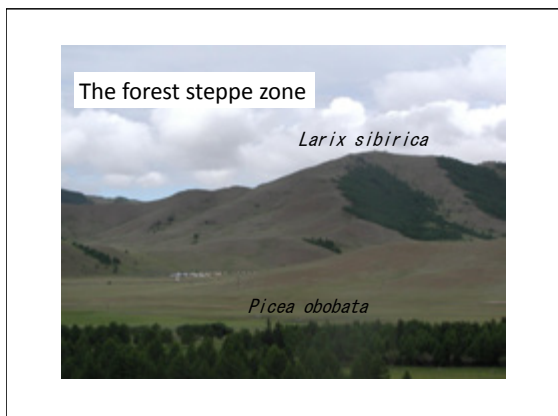 The forest steppe zone
Larix sibirica
Picea obobata